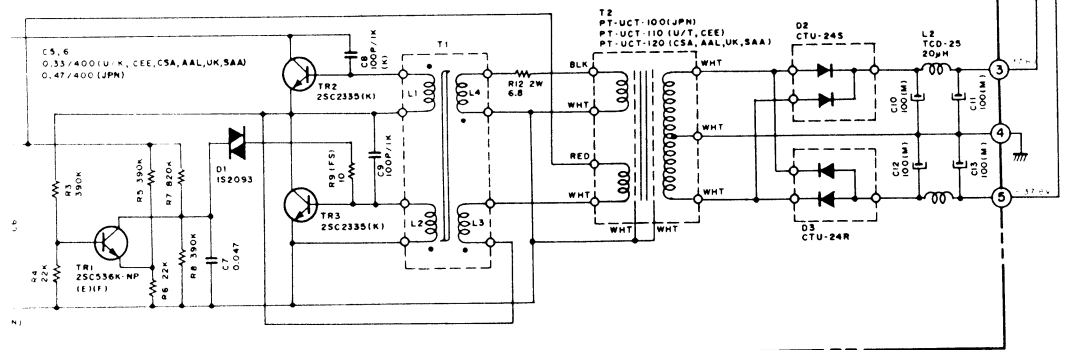 C5, 6
0.33/400 (U/K, CEE, CSA, AAL, UK, SAA)
0.47/400 (JPN)
C8
100P/1K
(K)
T1
T2
PT-UCT-100(JPN)
PT-UCT-110 (U/T, CEE)
PT-UCT-120 (CSA, AAL, UK, SAA)
D2
CTU-24S
L2
TCD-25
20μH
TR2
2SC2335(K)
L1
L4
R12 2W
6.8
BLK
WHT
WHT
WHT
C10
100(M)
C11
100(M)
3
4
R3
390K
R5 390K
R7 820K
D1
1S2093
R9 (FS)
10
C9
100P/1K
RED
WHT
WHT
C12
100(M)
C13
100(M)
5
TR3
2SC2335(K)
L2
L3
WHT
WHT
D3
CTU-24R
R4
22K
TR1
2SC536K-NP
(E)(F)
R6 22K
R8 390K
C7
0.047